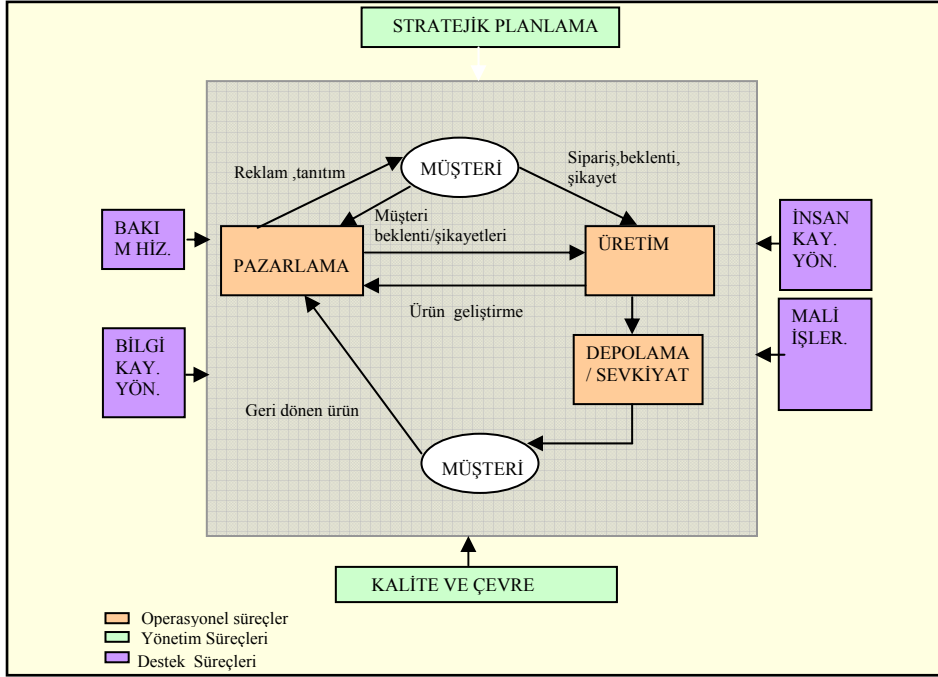 STRATEJİK PLANLAMA
MÜŞTERİ
Reklam ,tanıtım
Sipariş,beklenti,
şikayet
Müşteri
beklenti/şikayetleri
BAKI
M HİZ.
PAZARLAMA
ÜRETİM
İNSAN
KAY.
YÖN.
Ürün geliştirme
MALİ
İŞLER.
BİLGİ
KAY.
YÖN.
DEPOLAMA
/ SEVKİYAT
Geri dönen ürün
MÜŞTERİ
KALİTE VE ÇEVRE
Operasyonel süreçler
Yönetim Süreçleri
Destek Süreçleri